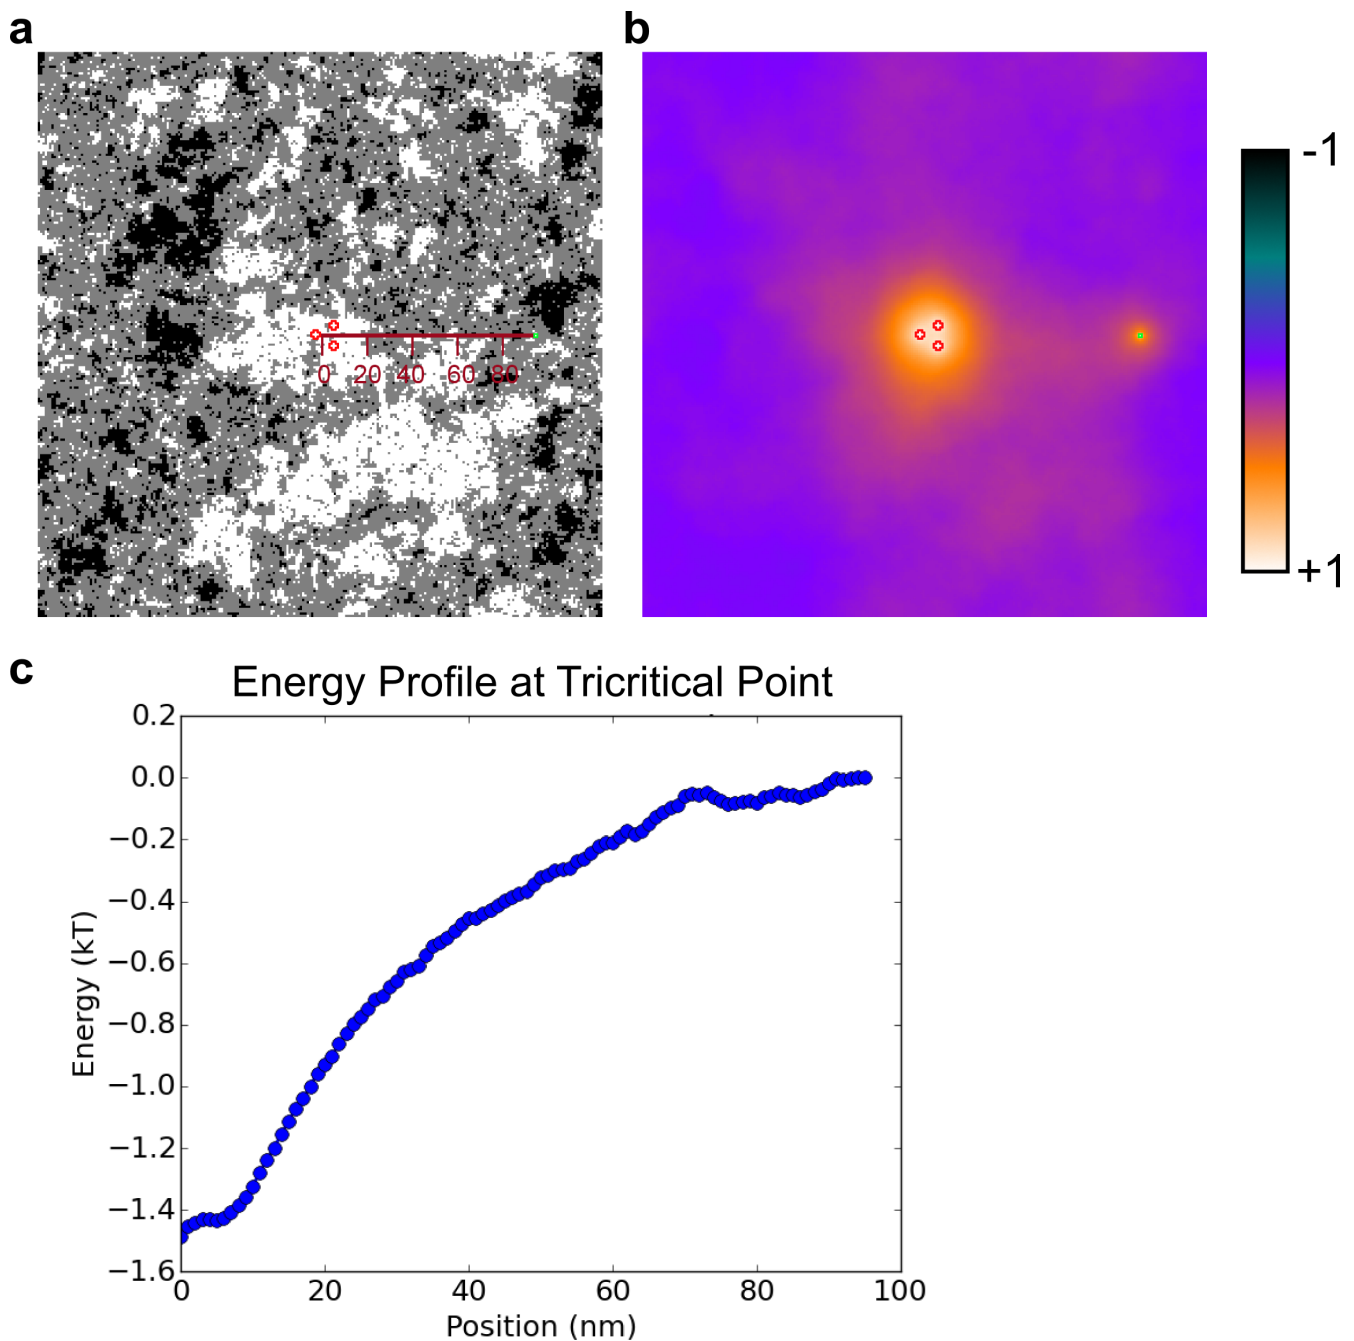 a
b
0 20 40 60 80
-1
+1
c
Energy Profile at Tricritical Point
0.2
0.0
−0.2
−0.4
−0.6
−0.8
−1.0
−1.2
−1.4
−1.6
Energy (kT)
0 20 40 60 80 100
Position (nm)